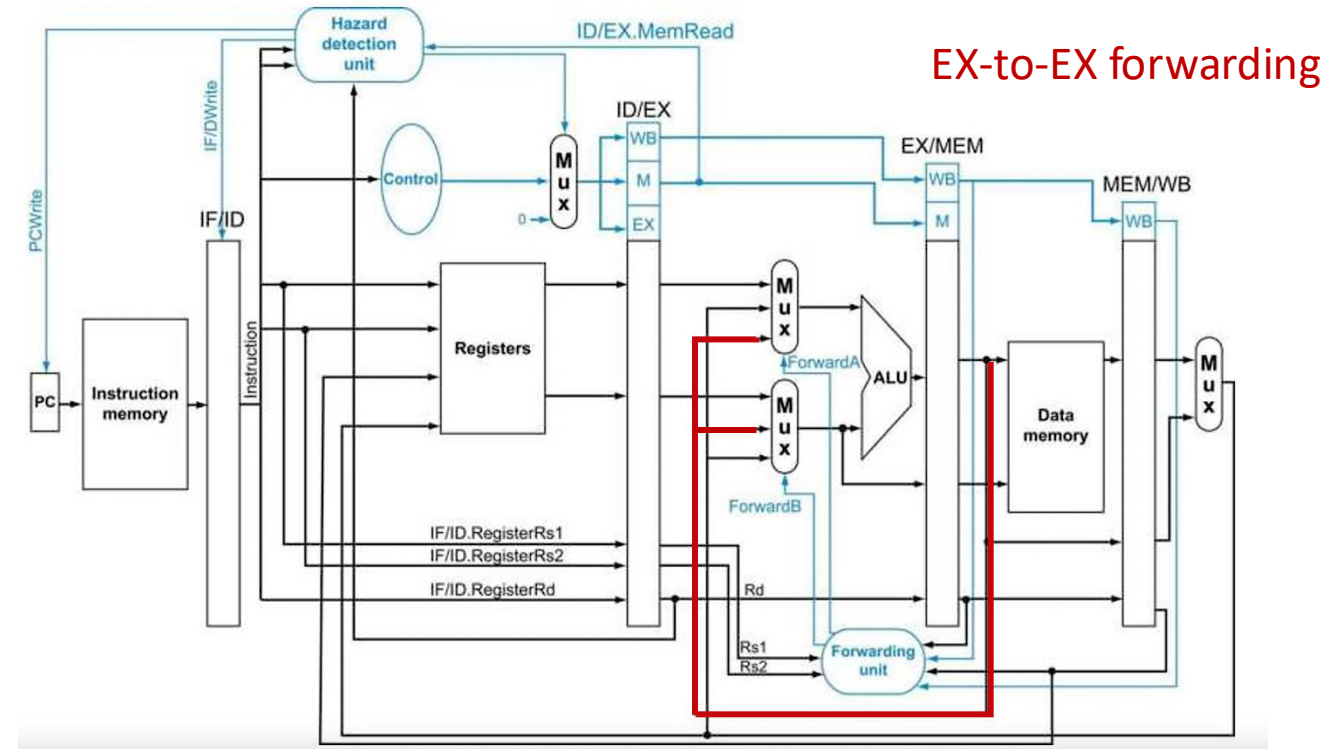 Hazard
detection
unit
ID/EX.MemRead
EX-to-EX forwarding
IF/DWrite
PCWrite
ID/EX
WB
M
EX
Control
M
u
x
0
EX/MEM
WB
M
MEM/WB
WB
IF/ID
PC
Instruction
memory
Instruction
Registers
M
u
x
ForwardA
ALU
M
u
x
ForwardB
Data
memory
M
u
x
IF/ID.RegisterRs1
IF/ID.RegisterRs2
IF/ID.RegisterRd
Rd
Rs1
Rs2
Forwarding
unit